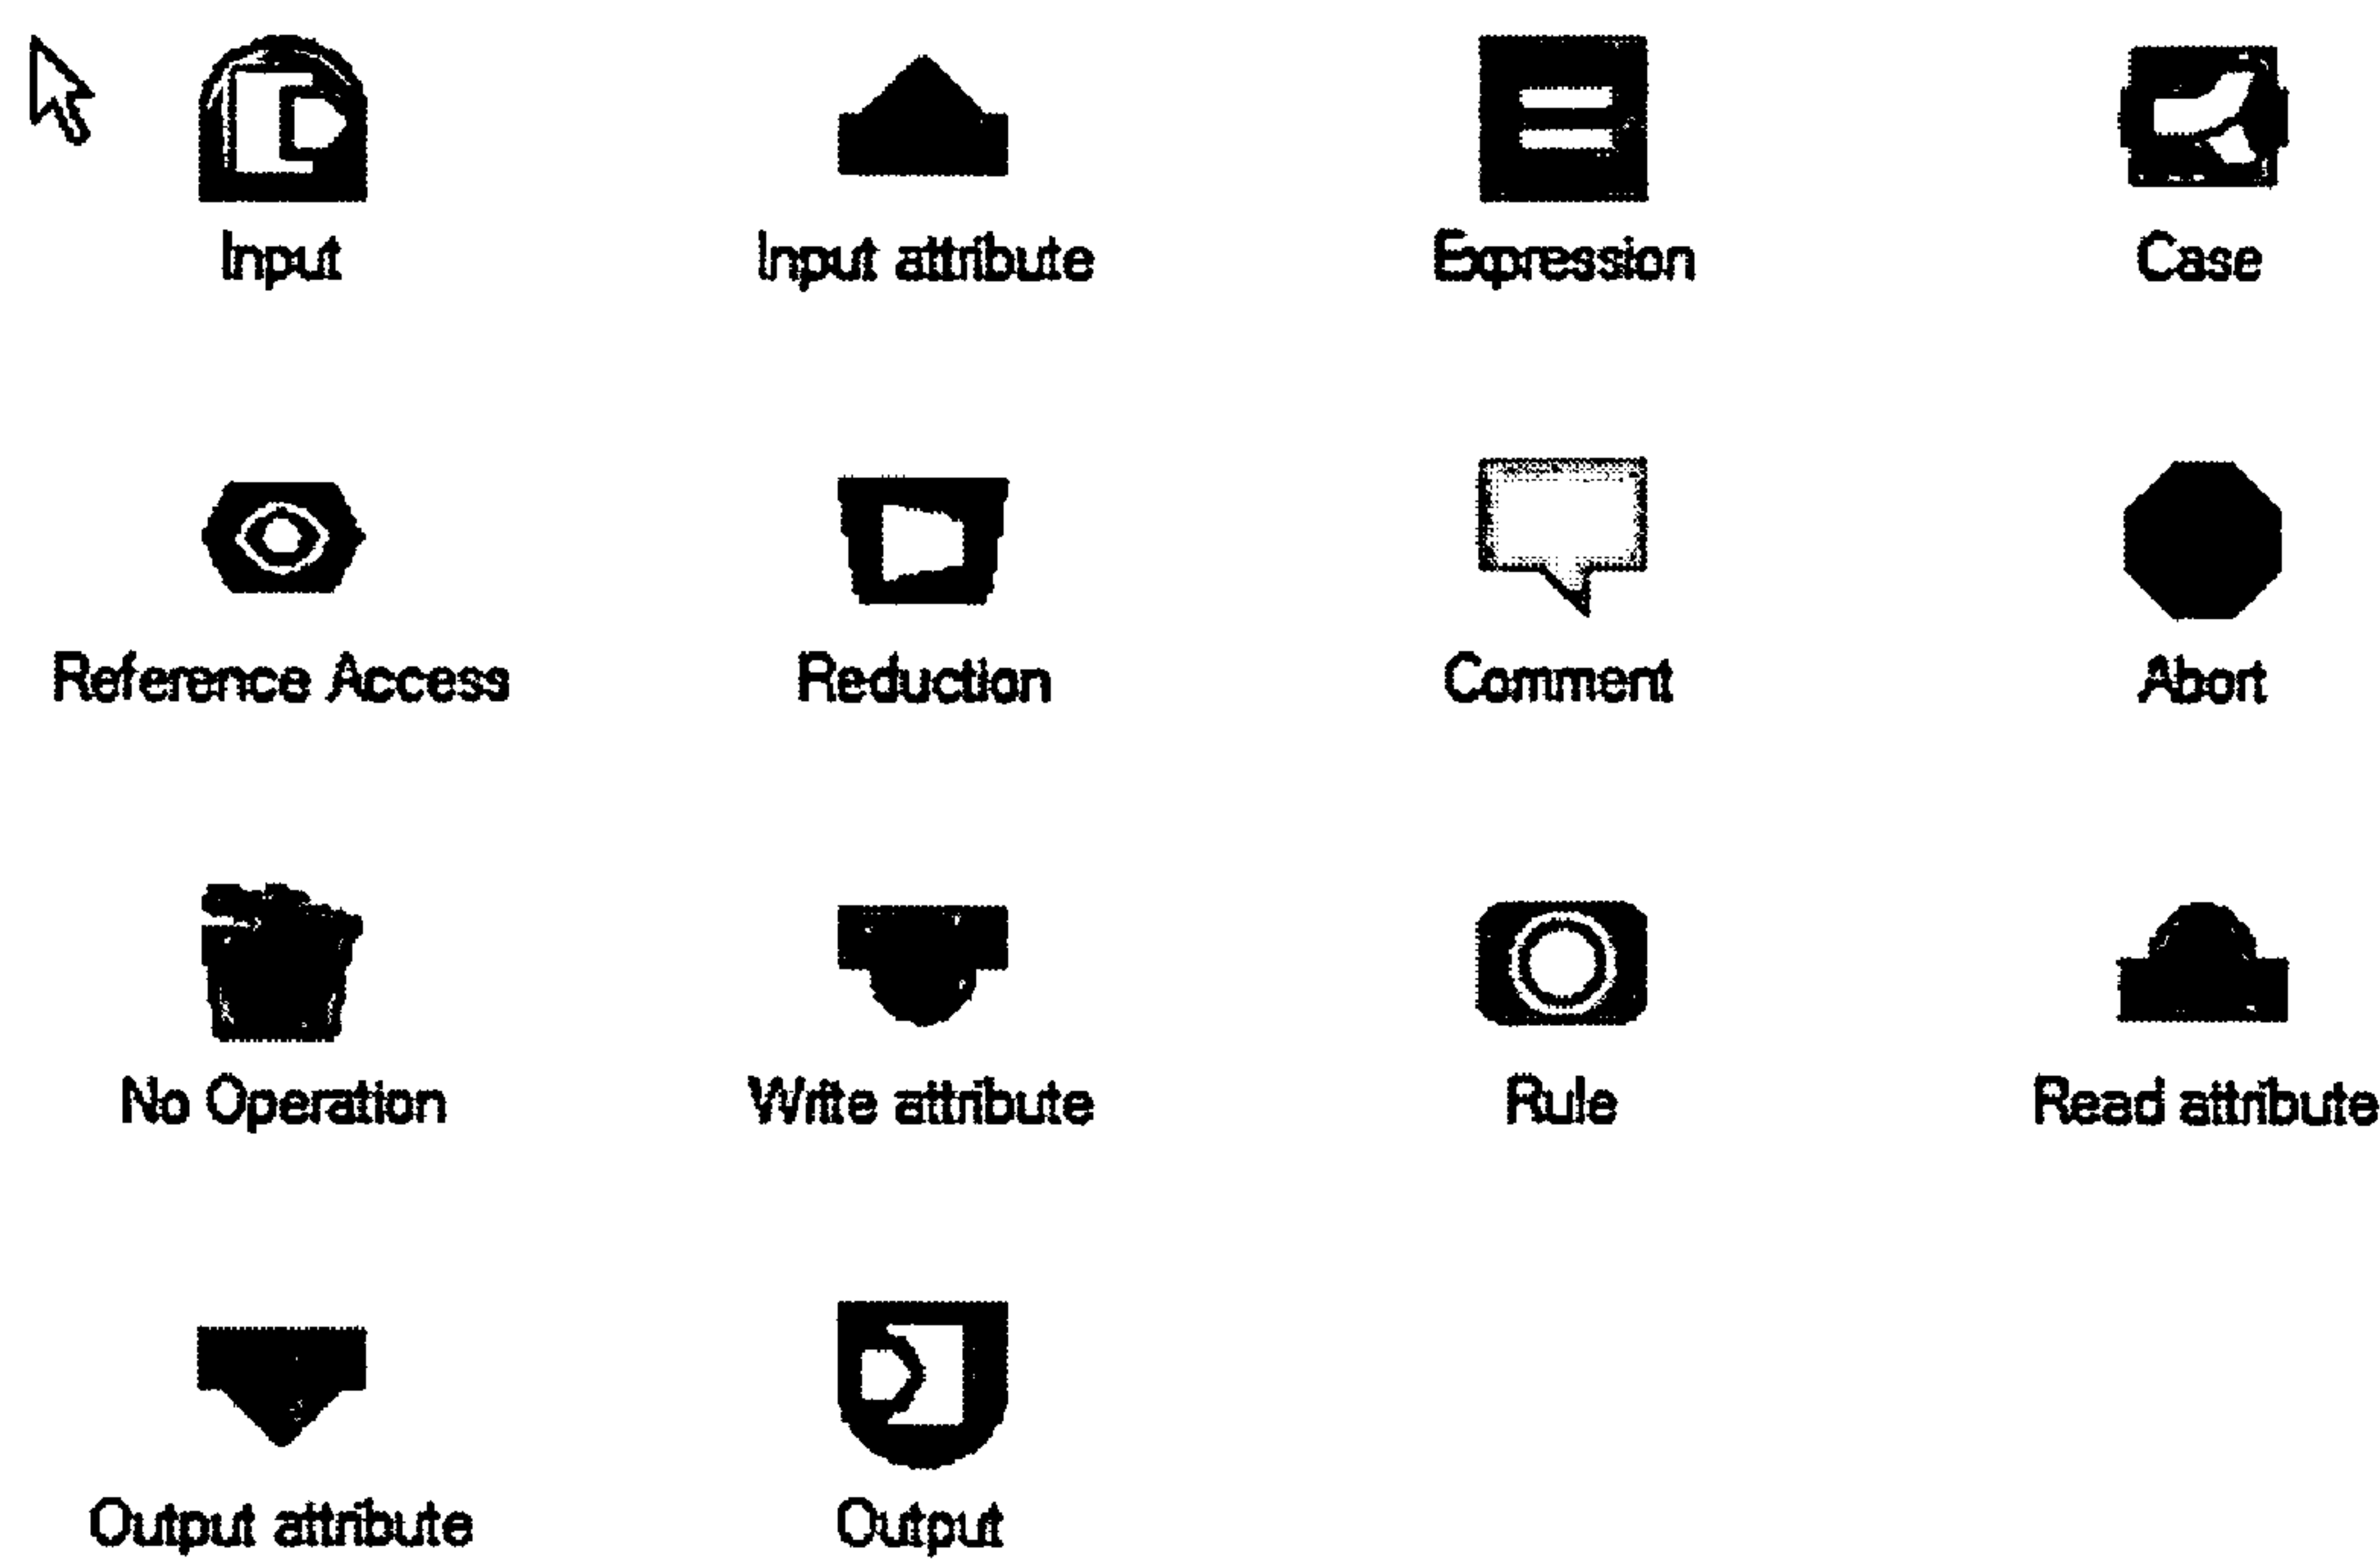 Input
Input attribute
Expression
Case
Reference Access
Reduction
Comment
Abort
No Operation
Write attribute
Rule
Read attribute
Output attribute
Output